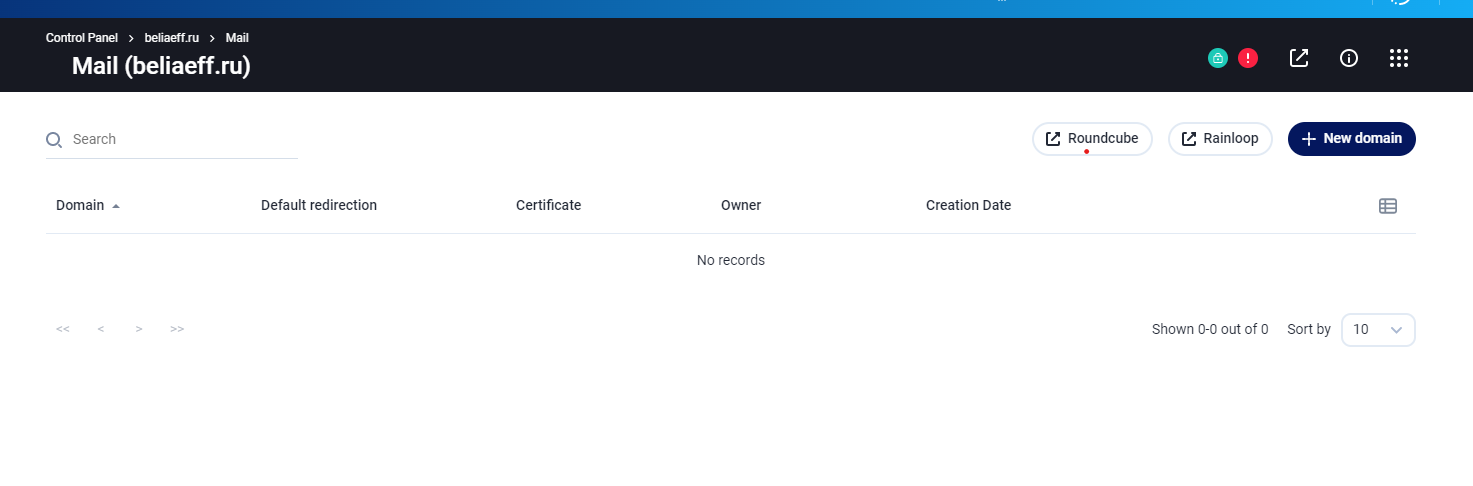 Control Panel > beliaeff.ru > Mail
Mail (beliaeff.ru)
Search
Roundcube
Rainloop
+ New domain
Domain
Default redirection
Certificate
Owner
Creation Date
No records
<< < > >>
Shown 0-0 out of 0
Sort by
10